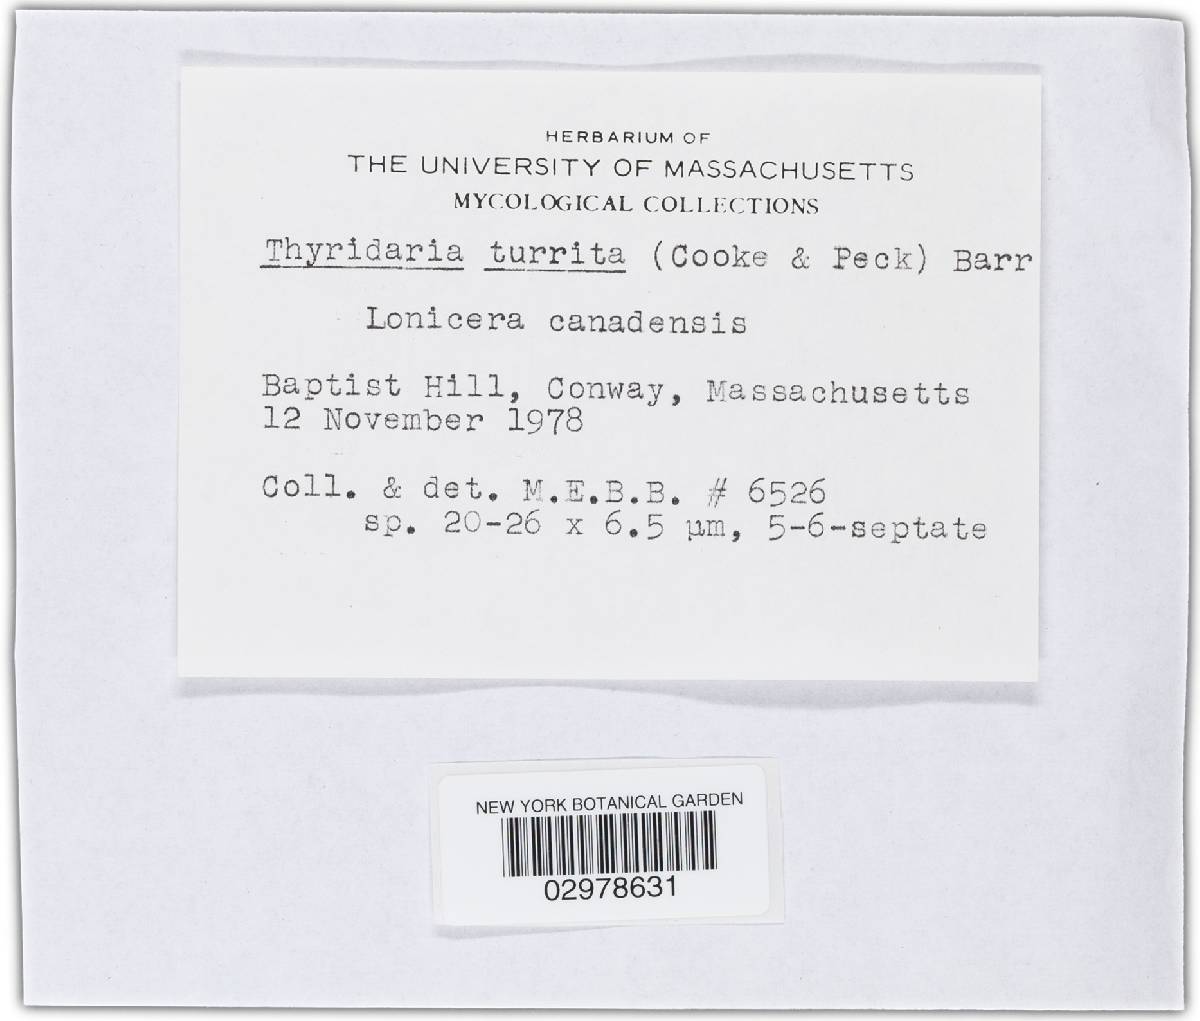 HERBARIUM OF
THE UNIVERSITY OF MASSACHUSETTS
MYCOLOGICAL COLLECTIONS
Thyridaria turrita (Cooke & Peck) Barr
Lonicera canadensis
Baptist Hill, Conway, Massachusetts
12 November 1978
Coll. & det. M.E.B.B. # 6526
sp. 20-26 x 6.5 µm, 5-6-septate
NEW YORK BOTANICAL GARDEN
02978631